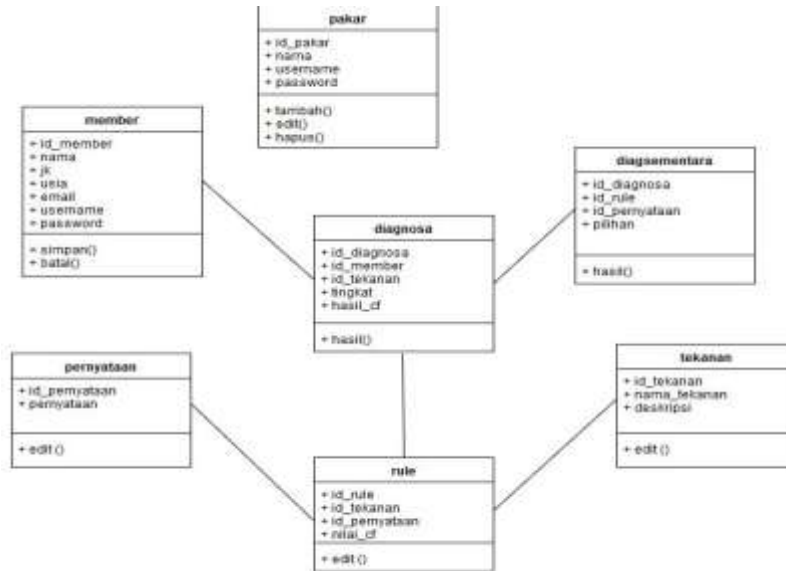 pakar
+ id_pakar
+ nama
+ username
+ password
+ tambah()
+ edit()
+ hapus()
member
+ id_member
+ nama
+ jk
+ usia
+ email
+ username
+ password
+ simpan()
+ batal()
diagsementara
+ id_diagnosa
+ id_rule
+ id_pernyataan
+ pilihan
+ hasil()
diagnosa
+ id_diagnosa
+ id_member
+ id_tekanan
+ tingkat
+ hasil_cf
+ hasil()
pernyataan
+ id_pernyataan
+ pernyataan
+ edit ()
tekanan
+ id_tekanan
+ nama_tekanan
+ deskripsi
+ edit ()
rule
+ id_rule
+ id_tekanan
+ id_pernyataan
+ nilai_cf
+ edit ()